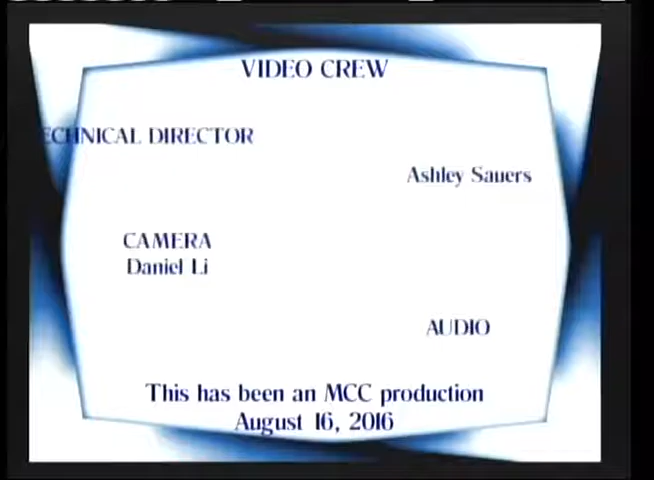 VIDEO CREW
ECHNICAL DIRECTOR
Ashley Sauers
CAMERA
Daniel Li
AUDIO
This has been an MCC production
August 16, 2016